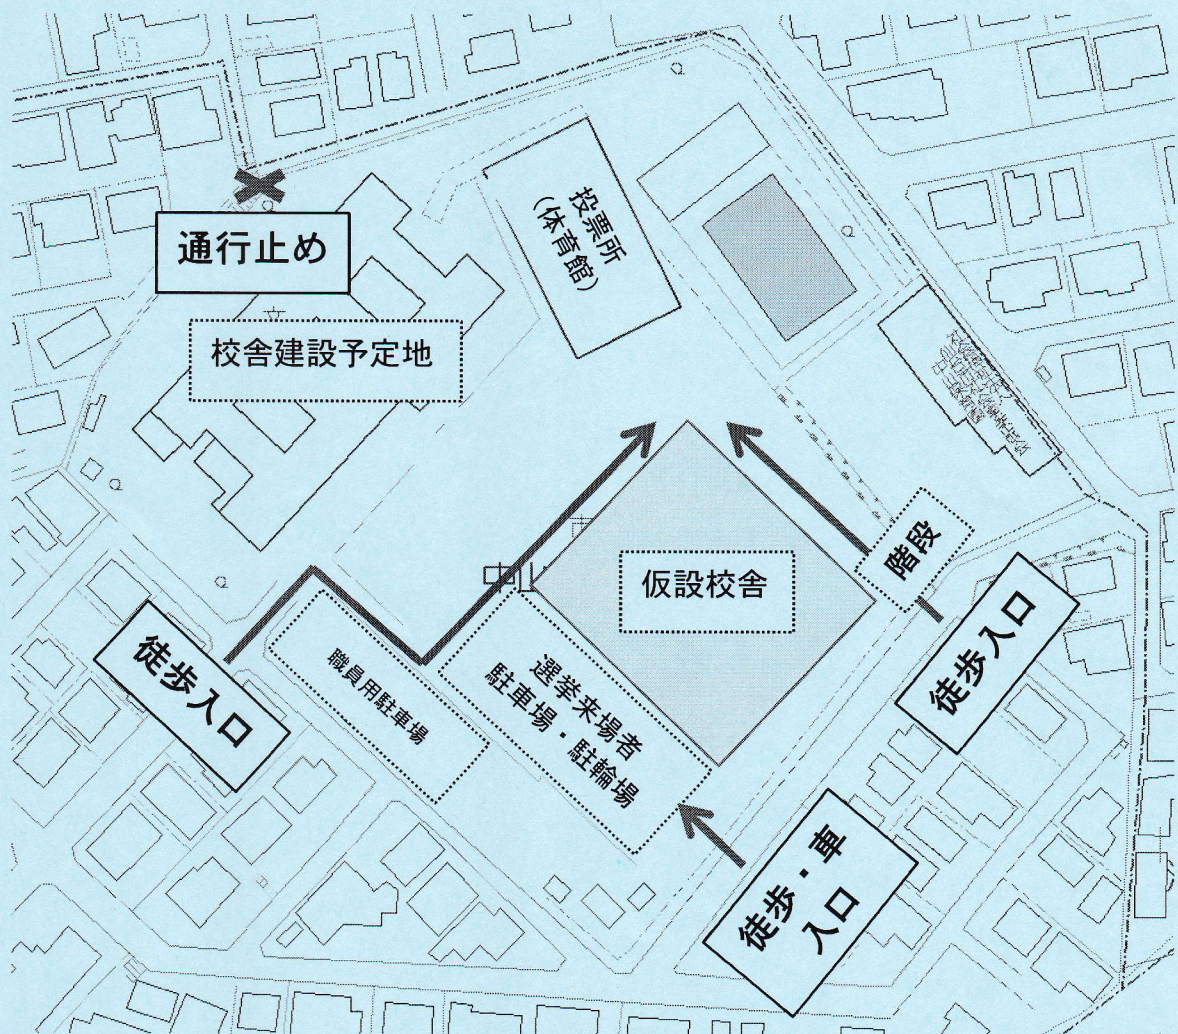 通行止め
校舎建設予定地
投票所
(体育館)
階段
仮設校舎
徒歩入口
職員用駐車場
選挙来場者
駐車場・駐輪場
徒歩入口
徒歩・車
入口